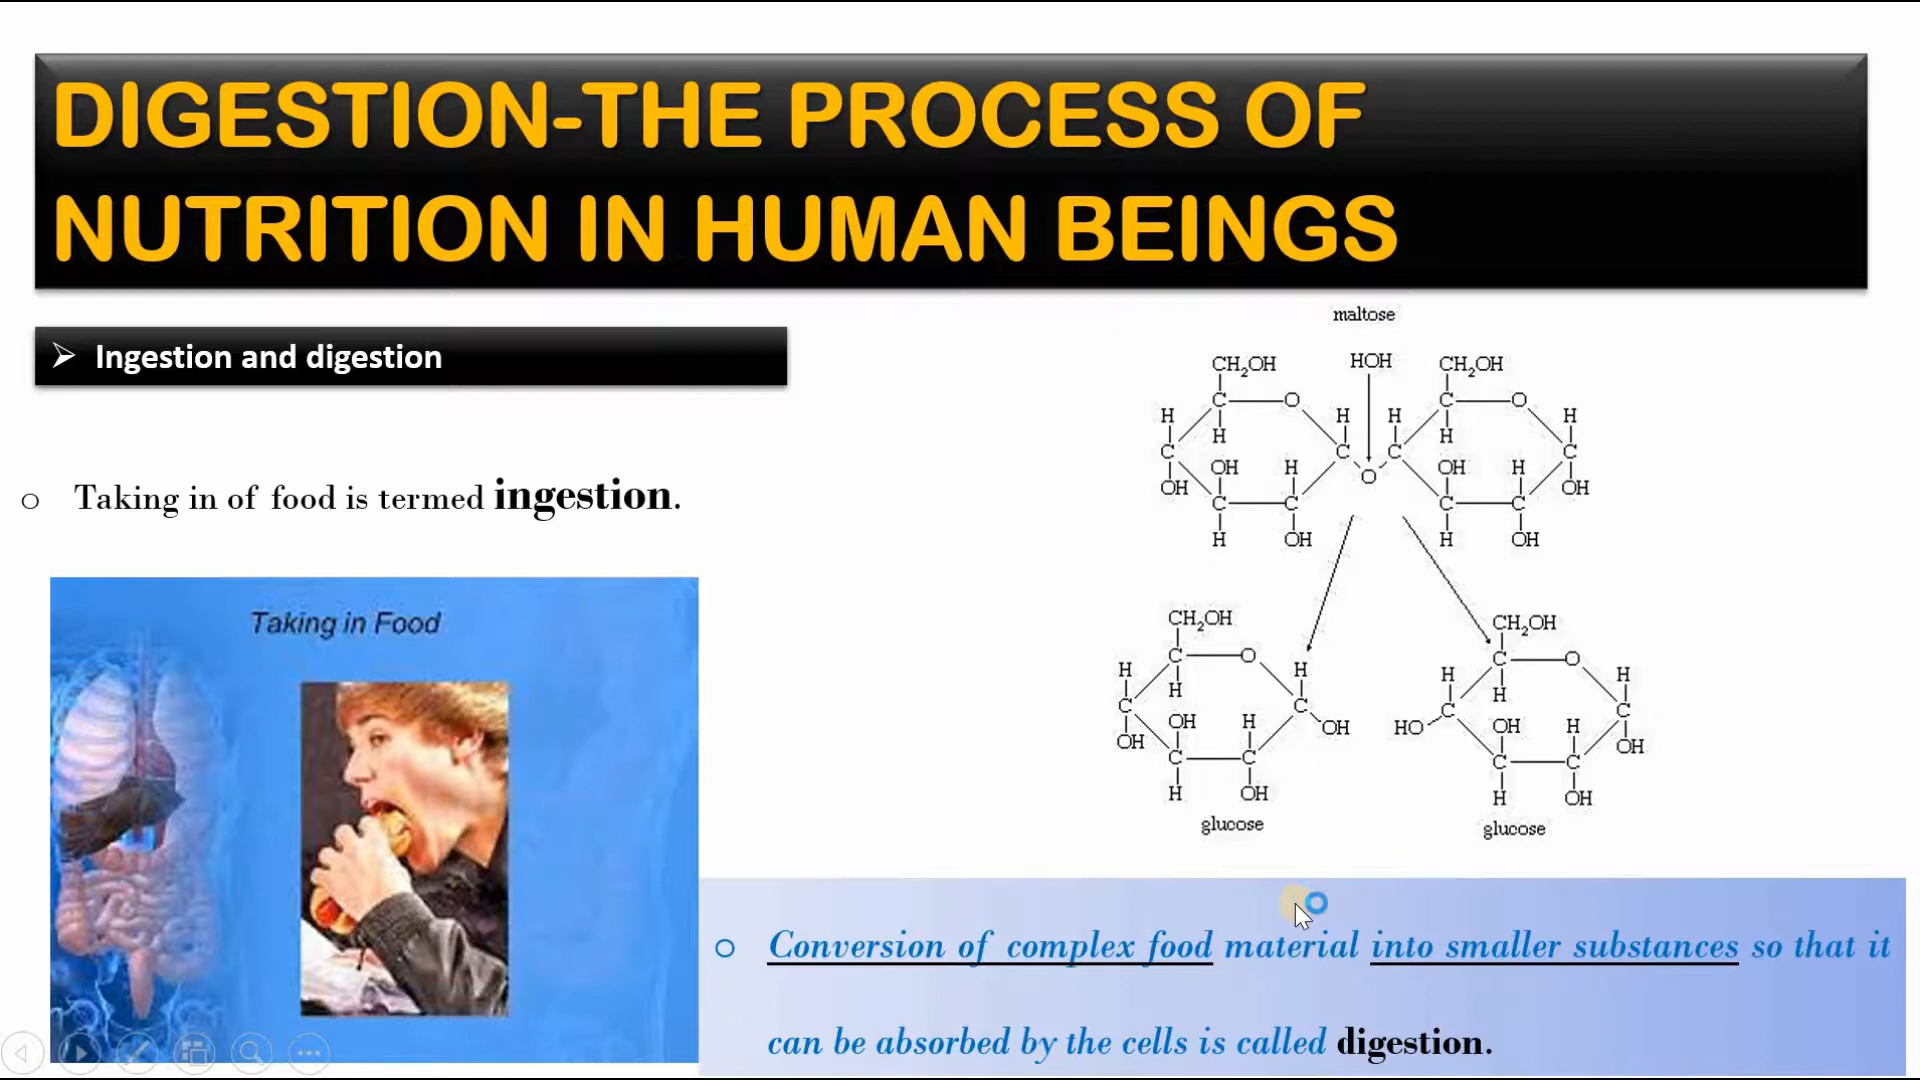 DIGESTION-THE PROCESS OF
NUTRITION IN HUMAN BEINGS
➢ Ingestion and digestion
o Taking in of food is termed ingestion.
Taking in Food
maltose
CH₂OH HOH CH₂OH
C O C O
H H H H
H H
C C C C
OH H OH H
OH O OH
C C C C
H OH H OH
CH₂OH CH₂OH
C O C O
H H H H
H H
C C C C
OH H OH OH H
HO OH
OH
C C C C
H OH H OH
glucose glucose
o Conversion of complex food material into smaller substances so that it
can be absorbed by the cells is called digestion.